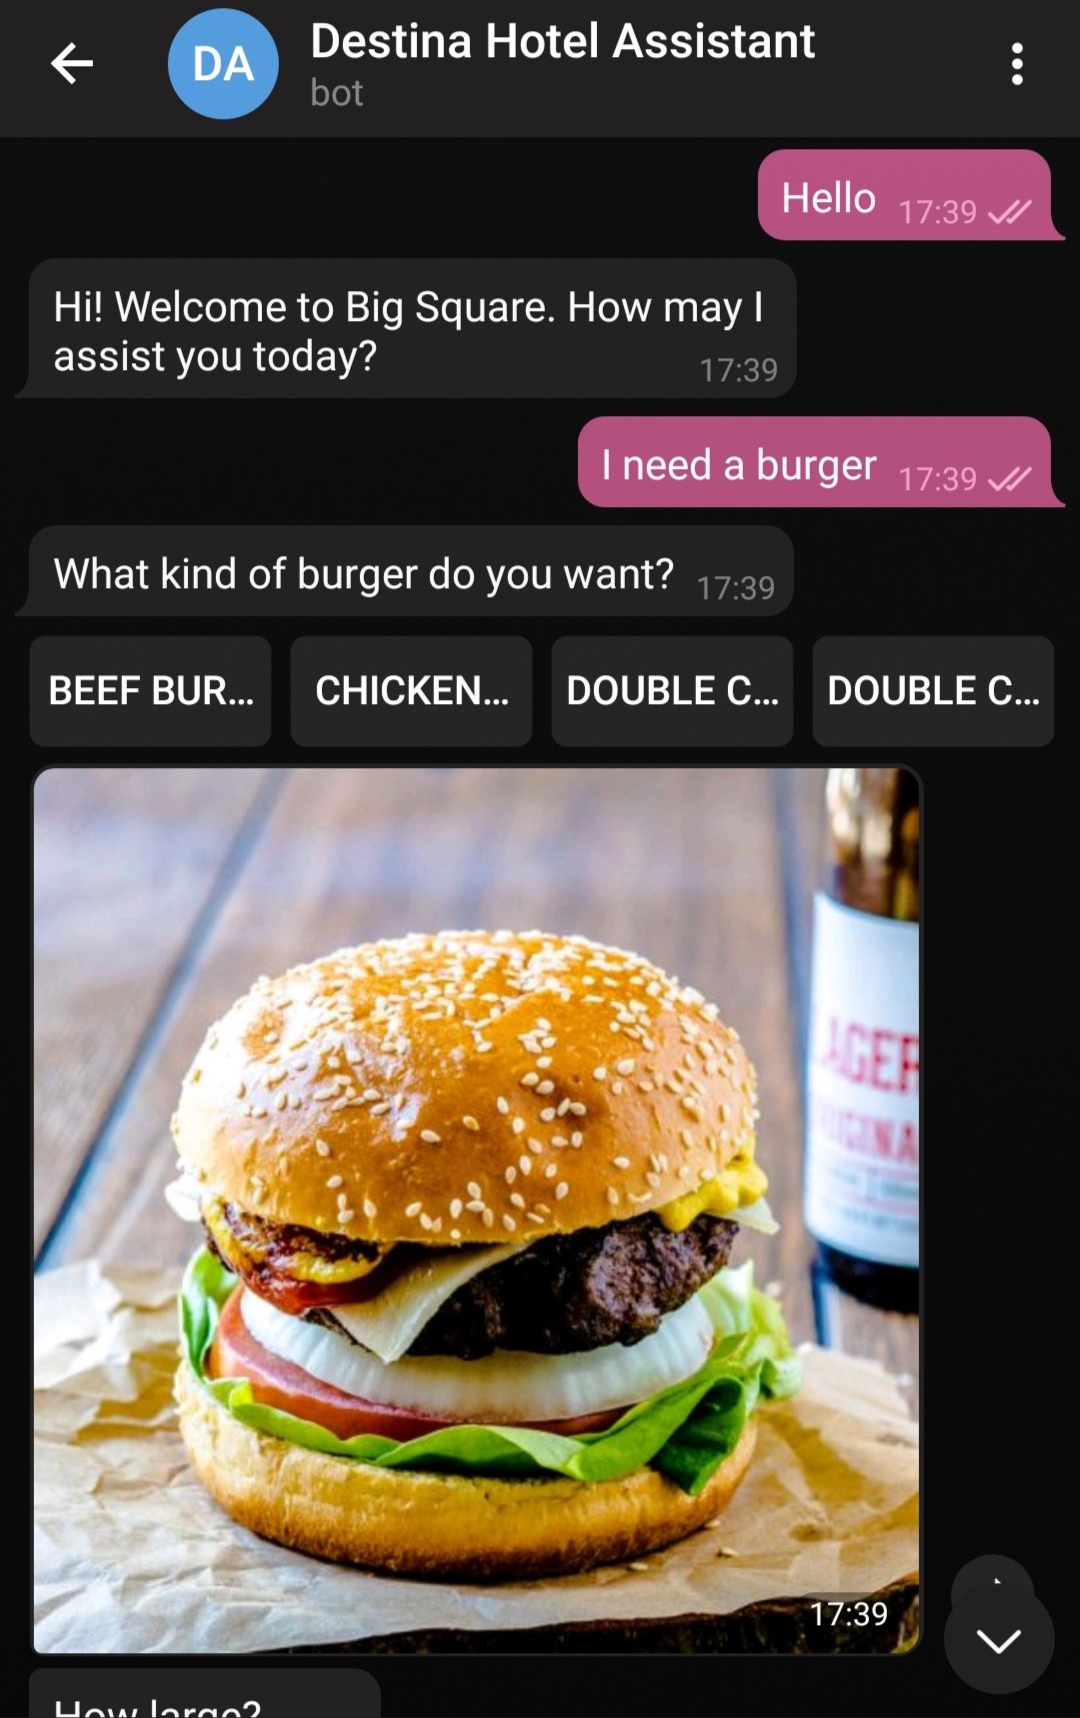 DA
Destina Hotel Assistant
bot
Hello 17:39
Hi! Welcome to Big Square. How may I
assist you today? 17:39
I need a burger 17:39
What kind of burger do you want? 17:39
BEEF BUR... CHICKEN... DOUBLE C... DOUBLE C...
17:39
How large?